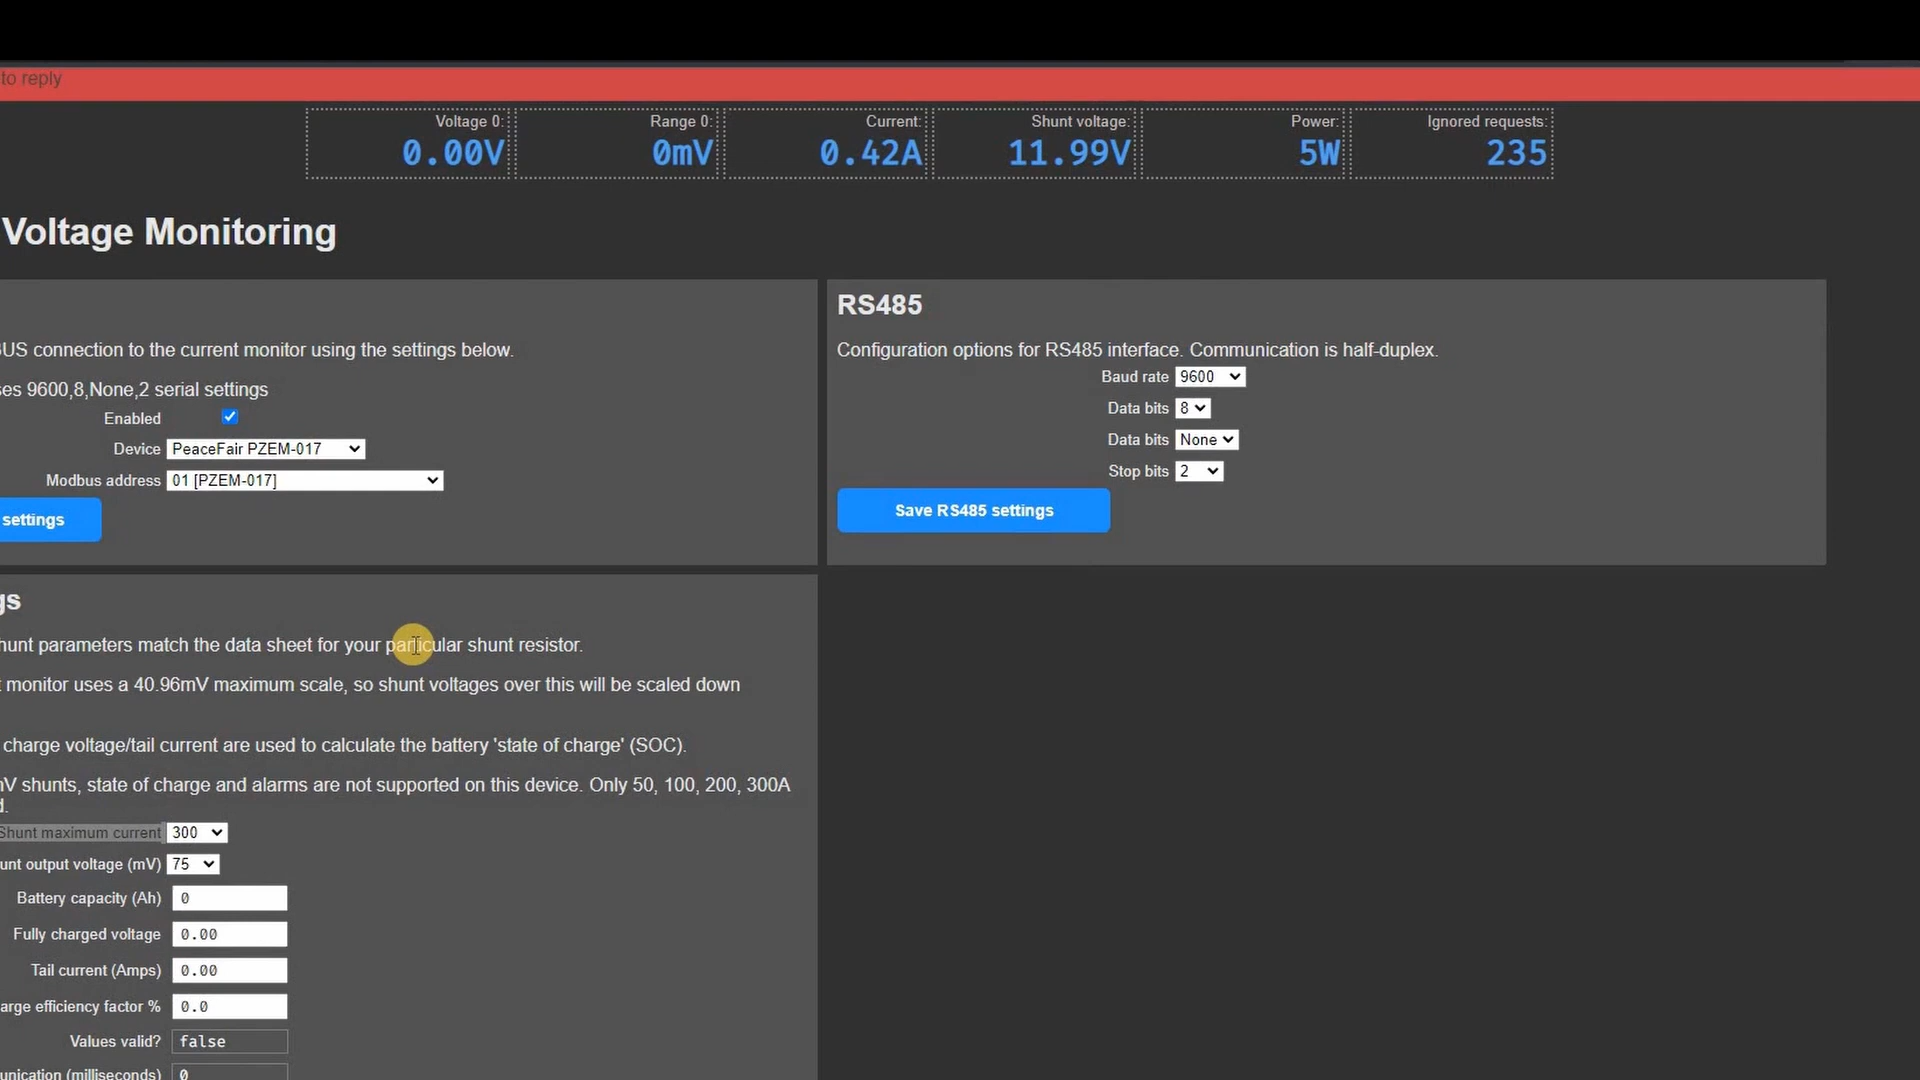 to reply
Voltage 0: Range 0: Current: Shunt voltage: Power: Ignored requests:
0.00V 0mV 0.42A 11.99V 5W 235
Voltage Monitoring
BUS connection to the current monitor using the settings below.
es 9600,8,None,2 serial settings
Enabled
Device PeaceFair PZEM-017
Modbus address 01 [PZEM-017]
settings
RS485
Configuration options for RS485 interface. Communication is half-duplex.
Baud rate 9600
Data bits 8
Data bits None
Stop bits 2
Save RS485 settings
gs
hunt parameters match the data sheet for your particular shunt resistor.
monitor uses a 40.96mV maximum scale, so shunt voltages over this will be scaled down
charge voltage/tail current are used to calculate the battery 'state of charge' (SOC).
mV shunts, state of charge and alarms are not supported on this device. Only 50, 100, 200, 300A
d.
Shunt maximum current 300
unt output voltage (mV) 75
Battery capacity (Ah) 0
Fully charged voltage 0.00
Tail current (Amps) 0.00
arge efficiency factor % 0.0
Values valid? false
unication (milliseconds) 0